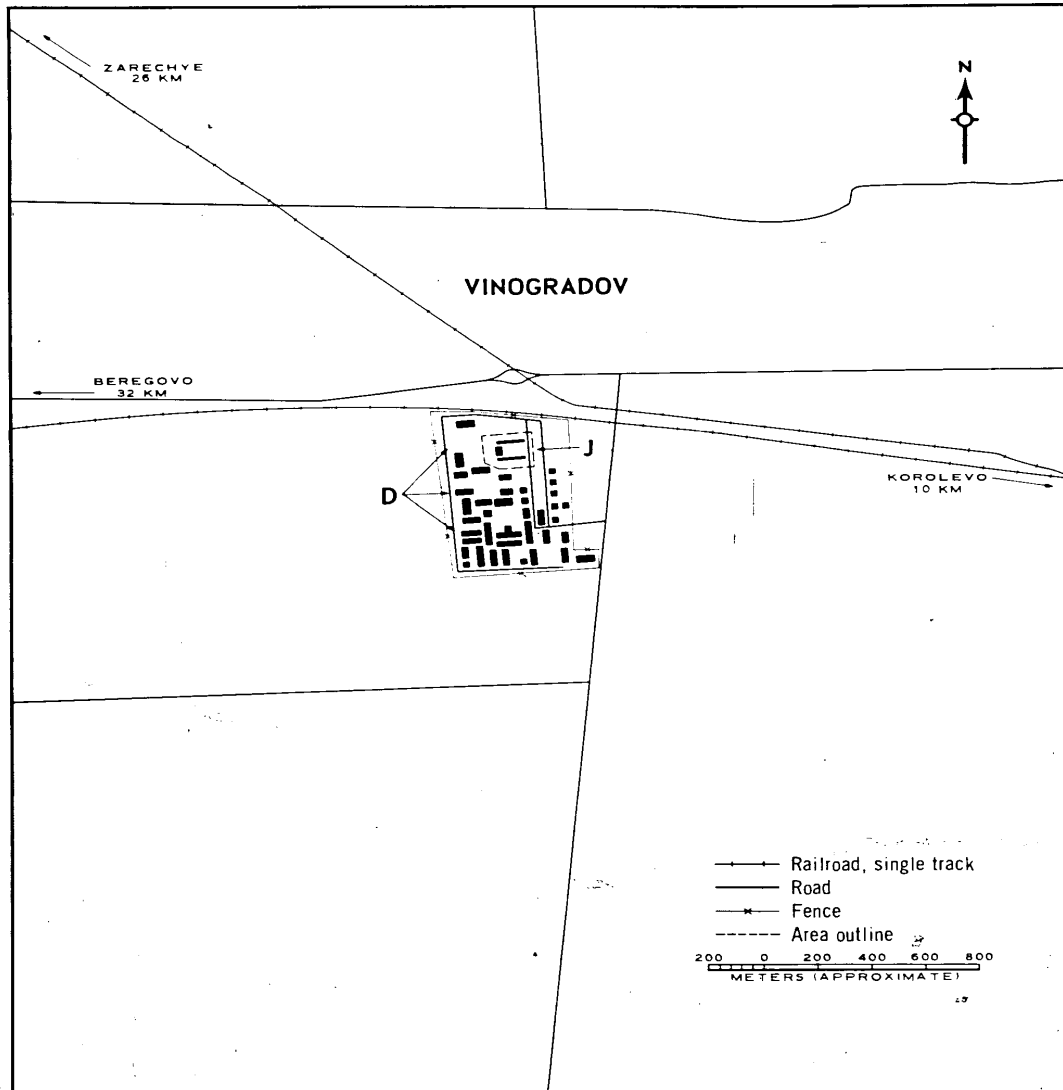 ZARECHYE
26 KM
N
VINOGRADOV
BEREGOVO
32 KM
J
KOROLEVO
10 KM
D
Railroad, single track
Road
Fence
Area outline
200 0 200 400 600 800
METERS (APPROXIMATE)